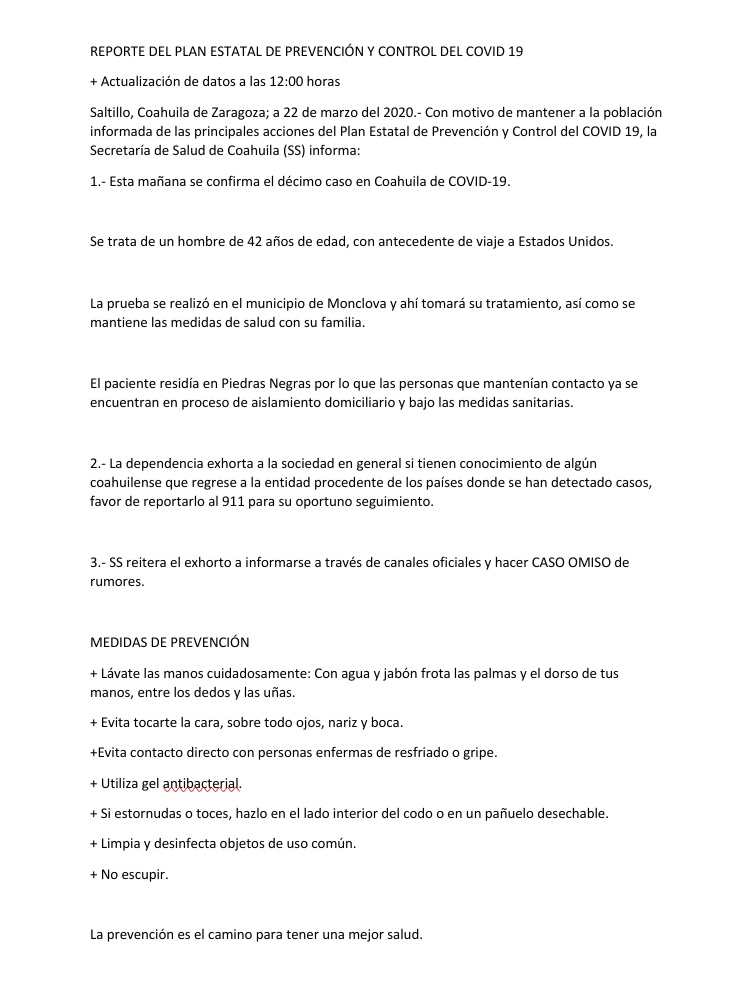 REPORTE DEL PLAN ESTATAL DE PREVENCIÓN Y CONTROL DEL COVID 19
+ Actualización de datos a las 12:00 horas
Saltillo, Coahuila de Zaragoza; a 22 de marzo del 2020.- Con motivo de mantener a la población
informada de las principales acciones del Plan Estatal de Prevención y Control del COVID 19, la
Secretaría de Salud de Coahuila (SS) informa:
1.- Esta mañana se confirma el décimo caso en Coahuila de COVID-19.
Se trata de un hombre de 42 años de edad, con antecedente de viaje a Estados Unidos.
La prueba se realizó en el municipio de Monclova y ahí tomará su tratamiento, así como se
mantiene las medidas de salud con su familia.
El paciente residía en Piedras Negras por lo que las personas que mantenían contacto ya se
encuentran en proceso de aislamiento domiciliario y bajo las medidas sanitarias.
2.- La dependencia exhorta a la sociedad en general si tienen conocimiento de algún
coahuilense que regrese a la entidad procedente de los países donde se han detectado casos,
favor de reportarlo al 911 para su oportuno seguimiento.
3.- SS reitera el exhorto a informarse a través de canales oficiales y hacer CASO OMISO de
rumores.
MEDIDAS DE PREVENCIÓN
+ Lávate las manos cuidadosamente: Con agua y jabón frota las palmas y el dorso de tus
manos, entre los dedos y las uñas.
+ Evita tocarte la cara, sobre todo ojos, nariz y boca.
+Evita contacto directo con personas enfermas de resfriado o gripe.
+ Utiliza gel antibacterial.
+ Si estornudas o toces, hazlo en el lado interior del codo o en un pañuelo desechable.
+ Limpia y desinfecta objetos de uso común.
+ No escupir.
La prevención es el camino para tener una mejor salud.